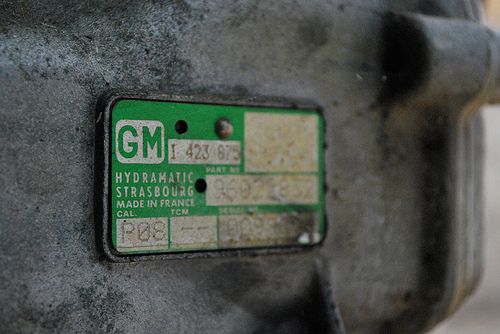 GM
1 423 875
PART No
HYDRAMATIC
STRASBOURG
MADE IN FRANCE
CAL. TCM SERIAL No
P08 --